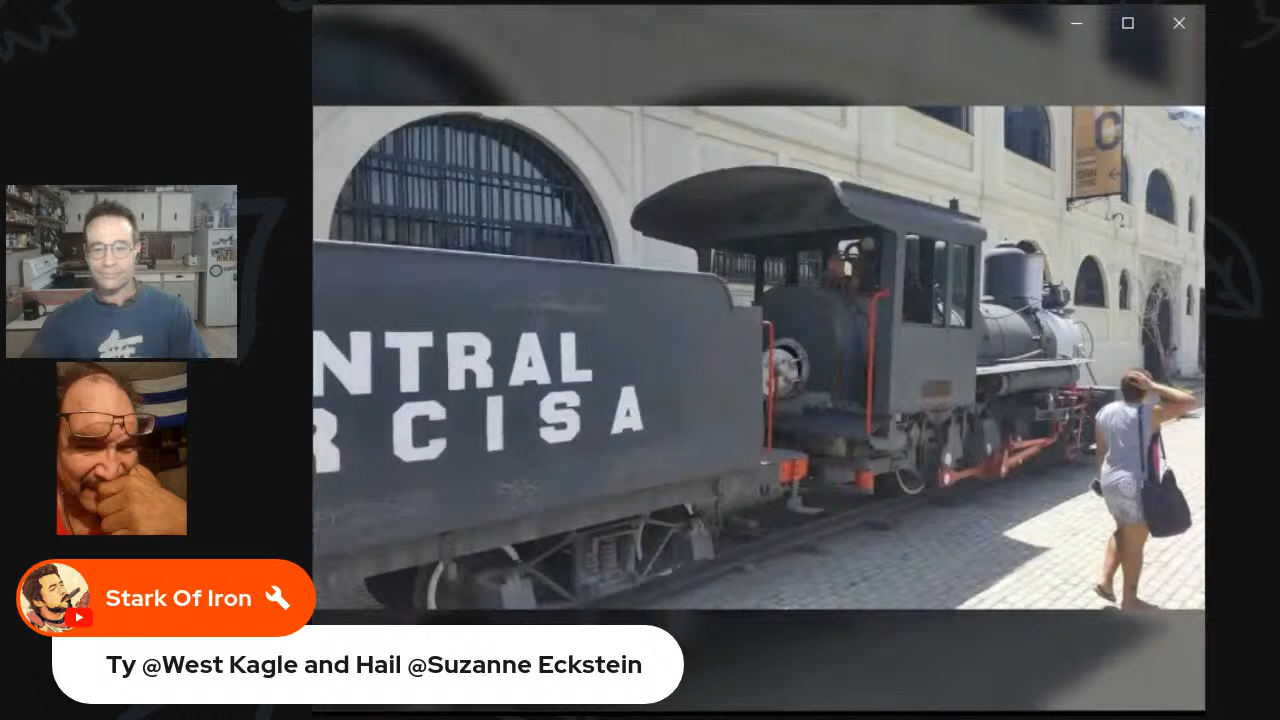 NTRAL
RCISA
C
Stark Of Iron
Ty @West Kagle and Hail @Suzanne Eckstein